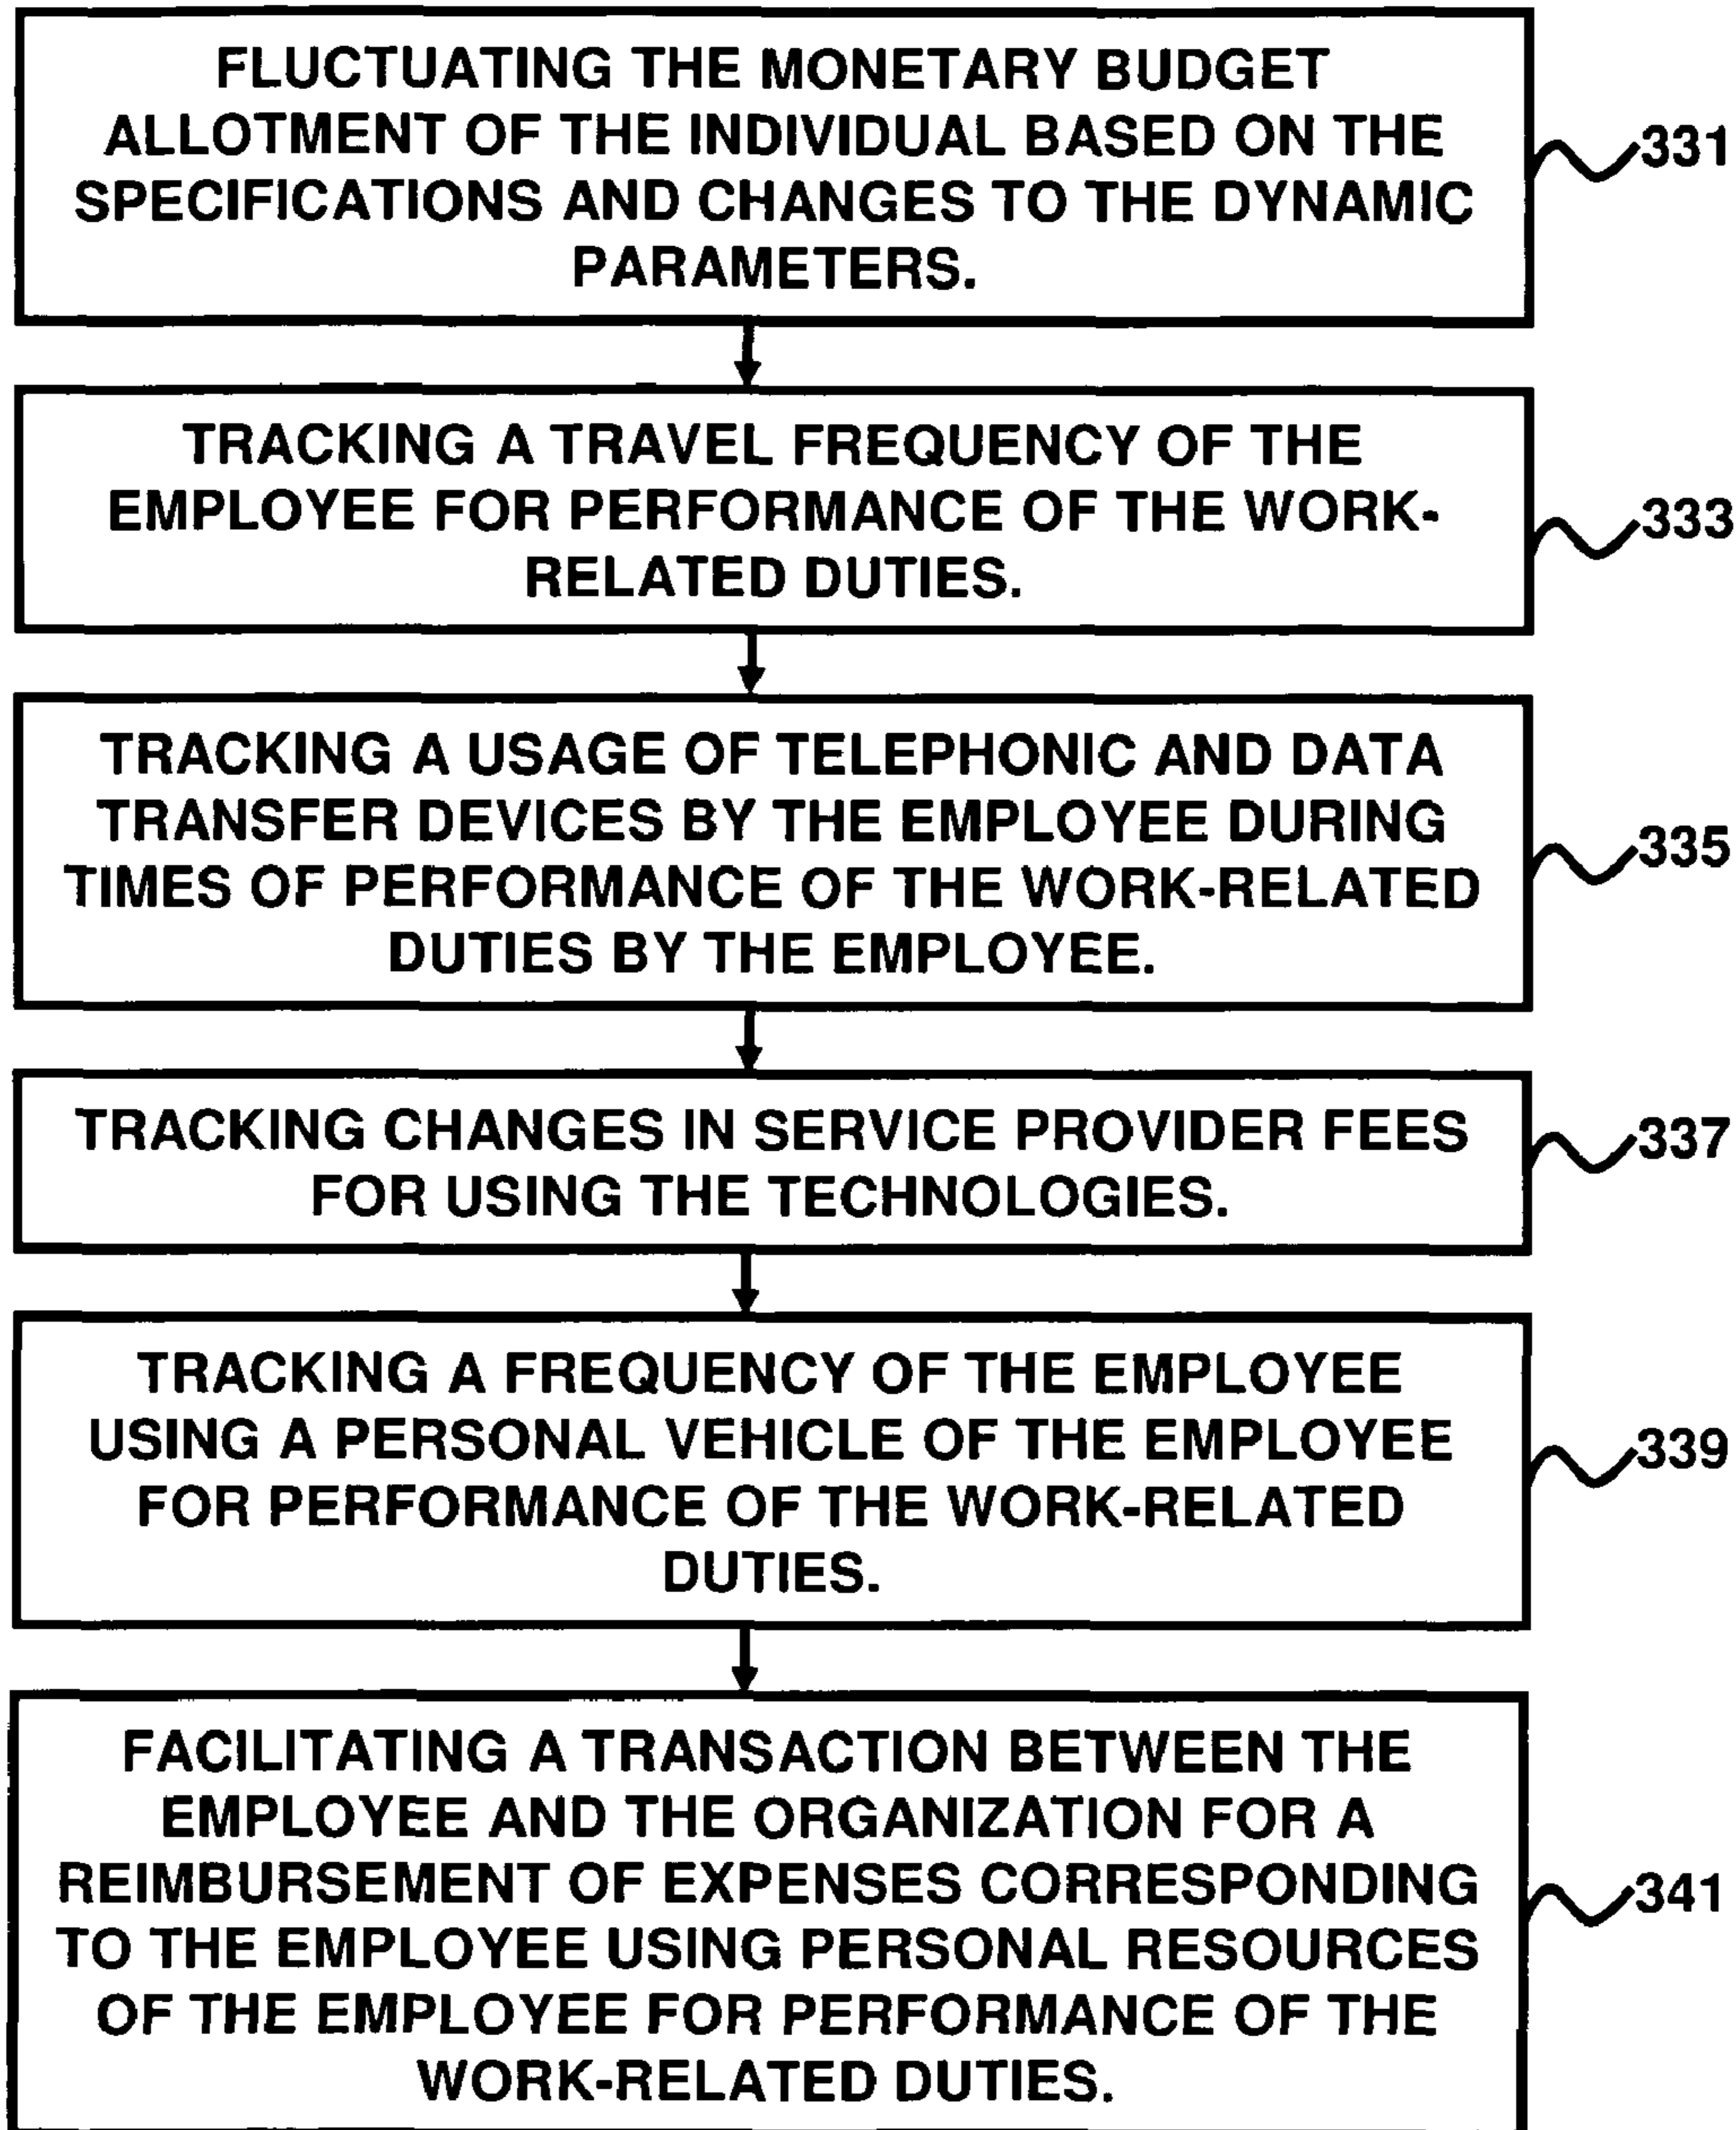 FLUCTUATING THE MONETARY BUDGET
ALLOTMENT OF THE INDIVIDUAL BASED ON THE
SPECIFICATIONS AND CHANGES TO THE DYNAMIC
PARAMETERS.
331
TRACKING A TRAVEL FREQUENCY OF THE
EMPLOYEE FOR PERFORMANCE OF THE WORK-
RELATED DUTIES.
333
TRACKING A USAGE OF TELEPHONIC AND DATA
TRANSFER DEVICES BY THE EMPLOYEE DURING
TIMES OF PERFORMANCE OF THE WORK-RELATED
DUTIES BY THE EMPLOYEE.
335
TRACKING CHANGES IN SERVICE PROVIDER FEES
FOR USING THE TECHNOLOGIES.
337
TRACKING A FREQUENCY OF THE EMPLOYEE
USING A PERSONAL VEHICLE OF THE EMPLOYEE
FOR PERFORMANCE OF THE WORK-RELATED
DUTIES.
339
FACILITATING A TRANSACTION BETWEEN THE
EMPLOYEE AND THE ORGANIZATION FOR A
REIMBURSEMENT OF EXPENSES CORRESPONDING
TO THE EMPLOYEE USING PERSONAL RESOURCES
OF THE EMPLOYEE FOR PERFORMANCE OF THE
WORK-RELATED DUTIES.
341